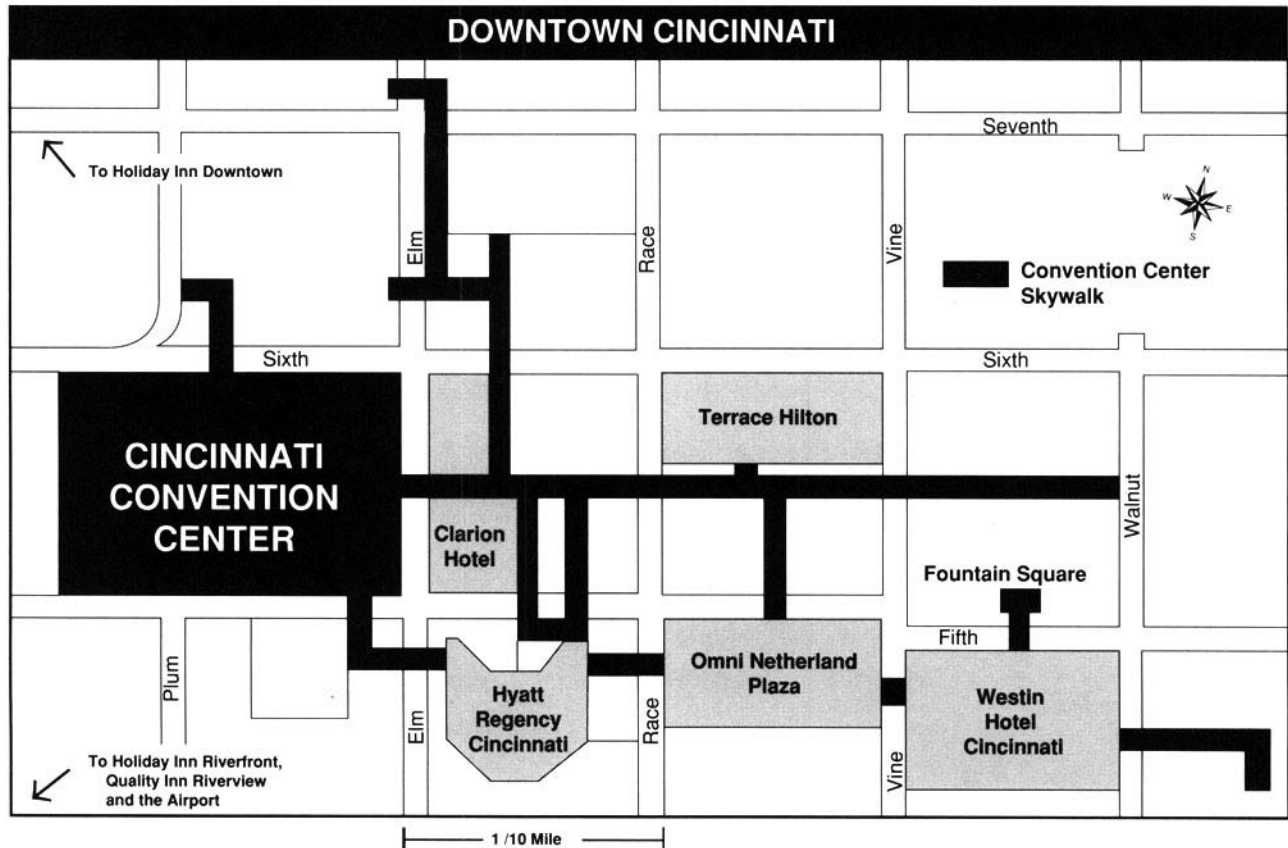 DOWNTOWN CINCINNATI
Seventh
To Holiday Inn Downtown
N
W
E
S
Elm
Race
Vine
Convention Center
Skywalk
Sixth
Sixth
Terrace Hilton
CINCINNATI
CONVENTION
CENTER
Walnut
Clarion
Hotel
Fountain Square
Fifth
Plum
Elm
Hyatt
Regency
Cincinnati
Race
Omni Netherland
Plaza
Vine
Westin
Hotel
Cincinnati
To Holiday Inn Riverfront,
Quality Inn Riverview
and the Airport
1 /10 Mile